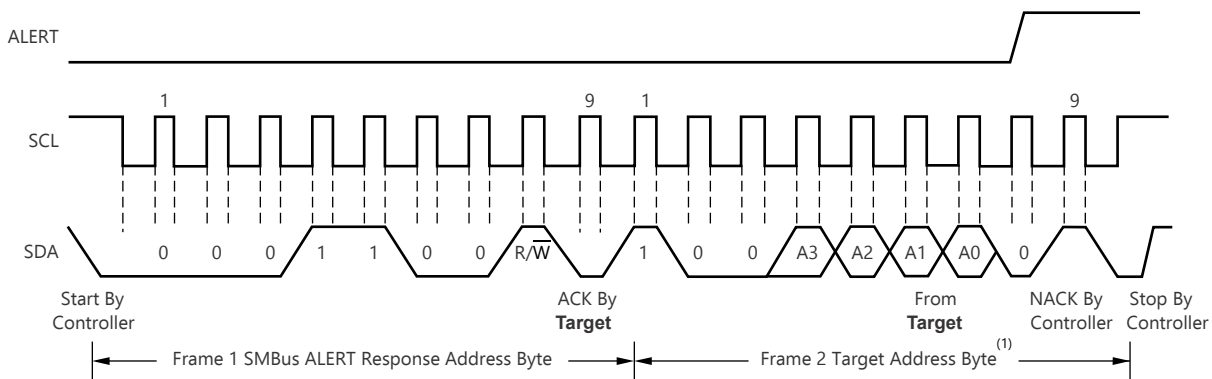 ALERT
1 9 1 9
SCL
SDA 0 0 0 1 1 0 0 R/W̅ 1 0 0 A3 A2 A1 A0 0
Start By Controller
ACK By Target
From Target
NACK By Controller
Stop By Controller
Frame 1 SMBus ALERT Response Address Byte
Frame 2 Target Address Byte(1)